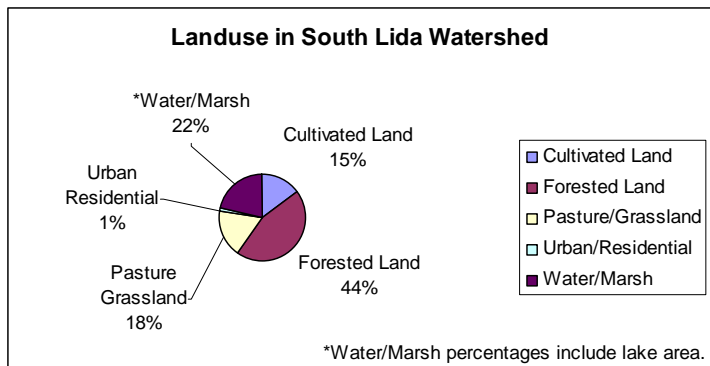 Landuse in South Lida Watershed
*Water/Marsh
22%
Cultivated Land
15%
Urban
Residential
1%
Pasture
Grassland
18%
Forested Land
44%
Cultivated Land
Forested Land
Pasture/Grassland
Urban/Residential
Water/Marsh
*Water/Marsh percentages include lake area.